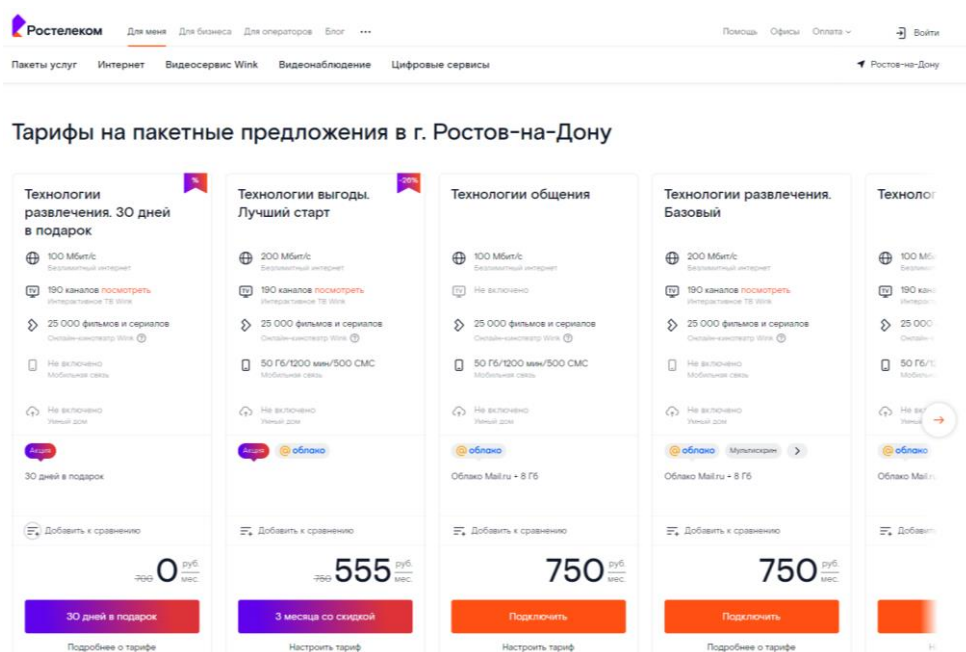 Ростелеком Для меня Для бизнеса Для операторов Блог ••• Помощь Офисы Оплата Войти
Пакеты услуг Интернет Видеосервис Wink Видеонаблюдение Цифровые сервисы Ростов-на-Дону
Тарифы на пакетные предложения в г. Ростов-на-Дону
%
Технологии
развлечения. 30 дней
в подарок
100 Мбит/с
Безлимитный интернет
190 каналов посмотреть
Интерактивное ТВ Wink
25 000 фильмов и сериалов
Онлайн-кинотеатр Wink
Не включено
Мобильная связь
Не включено
Умный дом
Акция
30 дней в подарок
Добавить к сравнению
700 0 руб. мес.
30 дней в подарок
Подробнее о тарифе
-26%
Технологии выгоды.
Лучший старт
200 Мбит/с
Безлимитный интернет
190 каналов посмотреть
Интерактивное ТВ Wink
25 000 фильмов и сериалов
Онлайн-кинотеатр Wink
50 Гб/1200 мин/500 СМС
Мобильная связь
Не включено
Умный дом
Акция @ облако
Добавить к сравнению
750 555 руб. мес.
3 месяца со скидкой
Настроить тариф
Технологии общения
100 Мбит/с
Безлимитный интернет
TV Не включено
25 000 фильмов и сериалов
Онлайн-кинотеатр Wink
50 Гб/1200 мин/500 СМС
Мобильная связь
Не включено
Умный дом
@ облако
Облако Mail.ru - 8 Гб
Добавить к сравнению
750 руб. мес.
Подключить
Настроить тариф
Технологии развлечения.
Базовый
200 Мбит/с
Безлимитный интернет
190 каналов посмотреть
Интерактивное ТВ Wink
25 000 фильмов и сериалов
Онлайн-кинотеатр Wink
Не включено
Мобильная связь
Не включено
Умный дом
@ облако Мультискрин
Облако Mail.ru - 8 Гб
Добавить к сравнению
750 руб. мес.
Подключить
Подробнее о тарифе
Технолог
100
190
25 000
50 Гб
Не
@ облако
Облако